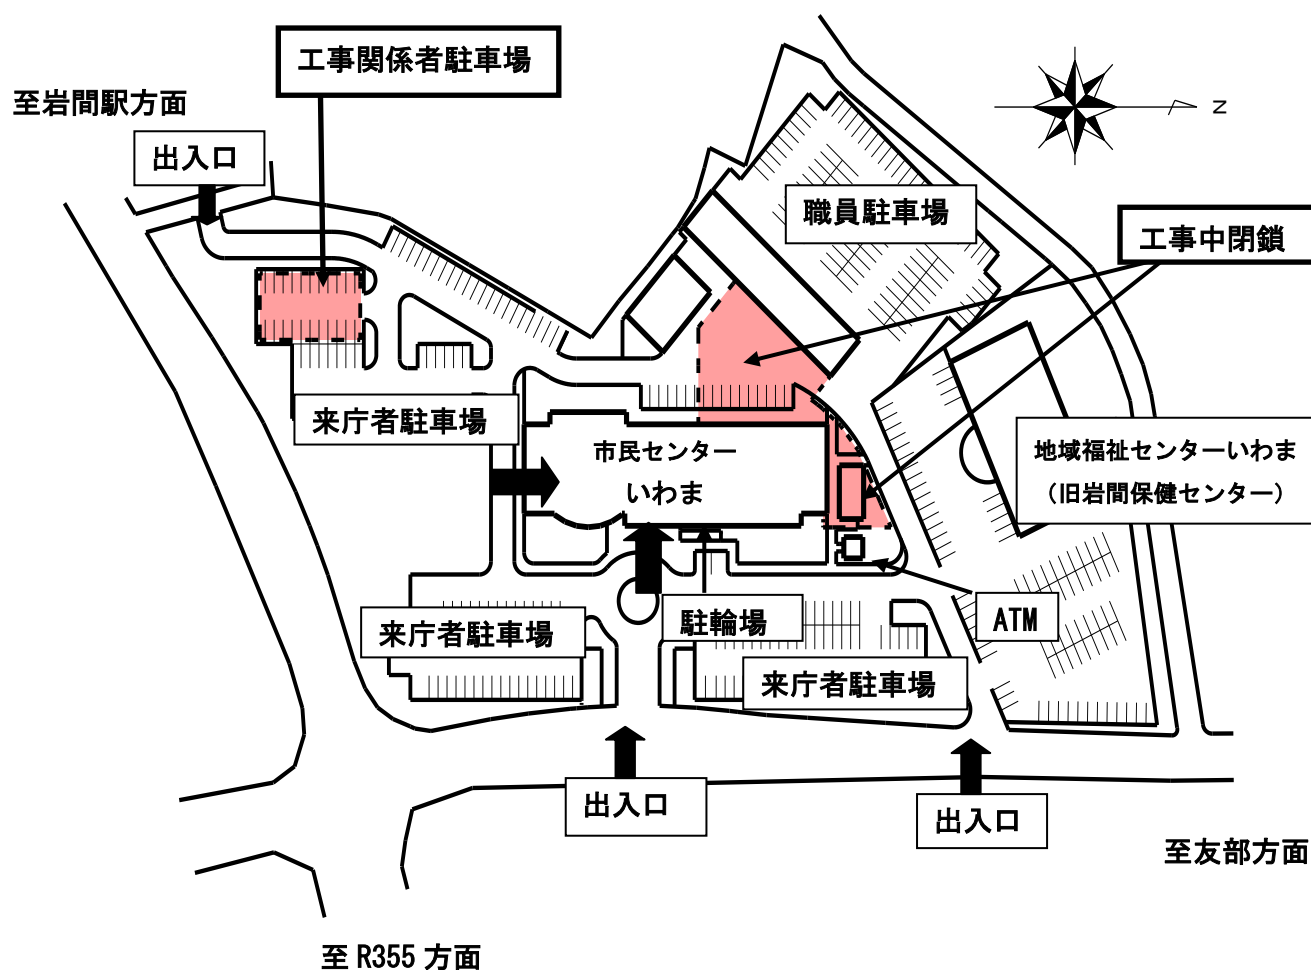 工事関係者駐車場
至岩間駅方面
N
出入口
職員駐車場
工事中閉鎖
来庁者駐車場
市民センター
いわま
地域福祉センターいわま
（旧岩間保健センター）
来庁者駐車場
駐輪場
ATM
来庁者駐車場
出入口
出入口
至友部方面
至 R355 方面